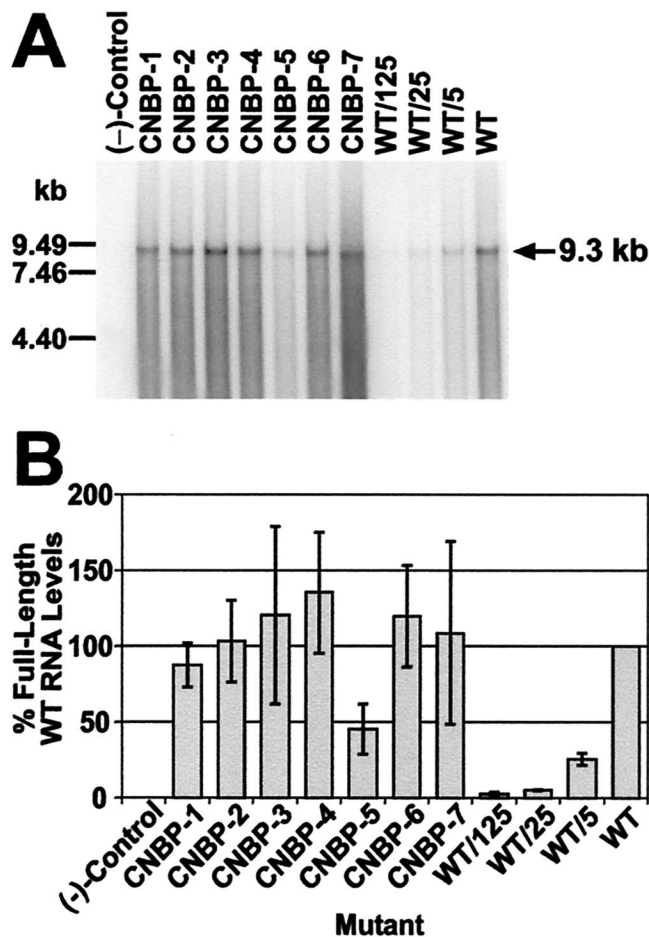 A
(–)-Control
CNBP-1
CNBP-2
CNBP-3
CNBP-4
CNBP-5
CNBP-6
CNBP-7
WT/125
WT/25
WT/5
WT
kb
9.49
7.46
4.40
9.3 kb
B
% Full-Length
WT RNA Levels
200
150
100
50
0
(-)-Control
CNBP-1
CNBP-2
CNBP-3
CNBP-4
CNBP-5
CNBP-6
CNBP-7
WT/125
WT/25
WT/5
WT
Mutant